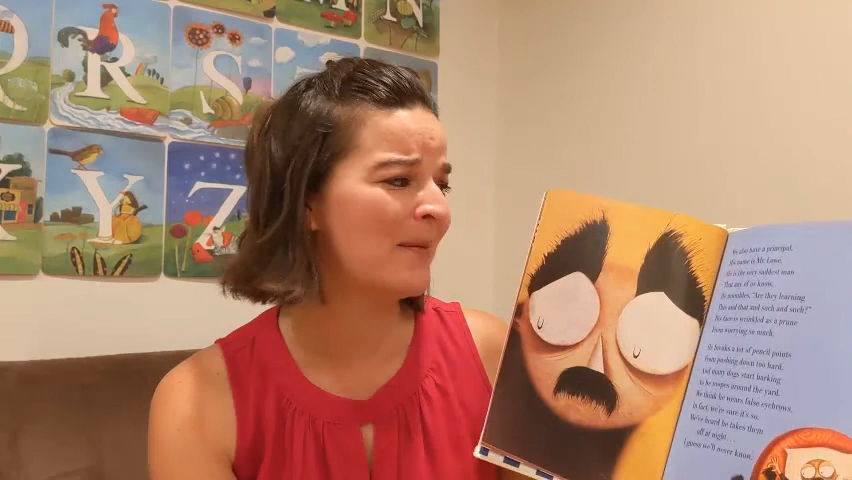 R
S
N
Y
Z
We also have a principal,
His name is Mr. Lowe.
He is the very saddest man
That any of us know.
He mumbles, "Are they learning
This and that and such and such?"
His face is wrinkled as a prune
From worrying so much.
He breaks a lot of pencil points
From pushing down too hard,
And many dogs start barking
As he mopes around the yard.
We think he wears false eyebrows.
In fact, we're sure it's so.
We've heard he takes them
off at night . . .
I guess we'll never know.